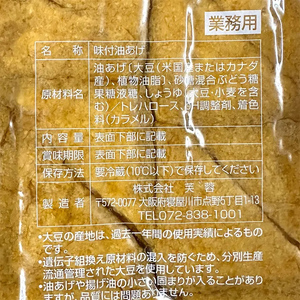 業務用
名 称 味付油あげ
原材料名 油あげ(大豆(米国またはカナダ
産)、植物油脂)、砂糖混合ぶどう糖
果糖液糖、しょうゆ(大豆・小麦を含
む)/トレハロース、pH調整剤、着色
料(カラメル)
内 容 量 表面下部に記載
賞味期限 表面下部に記載
保存方法 要冷蔵(10℃以下)で保存してください
製 造 者 株式会社 芙 蓉
〒572-0077 大阪府寝屋川市点野5丁目1-13
TEL.072-838-1001
●大豆の産地は、過去一年間の使用実績によるもの
です。
●遺伝子組換え原材料の混入を防ぐため、分別生産
流通管理された大豆を使用しています。
●油あげや揚げ油の小さい固まりが入ることがあり
ますが、品質には問題ありません。